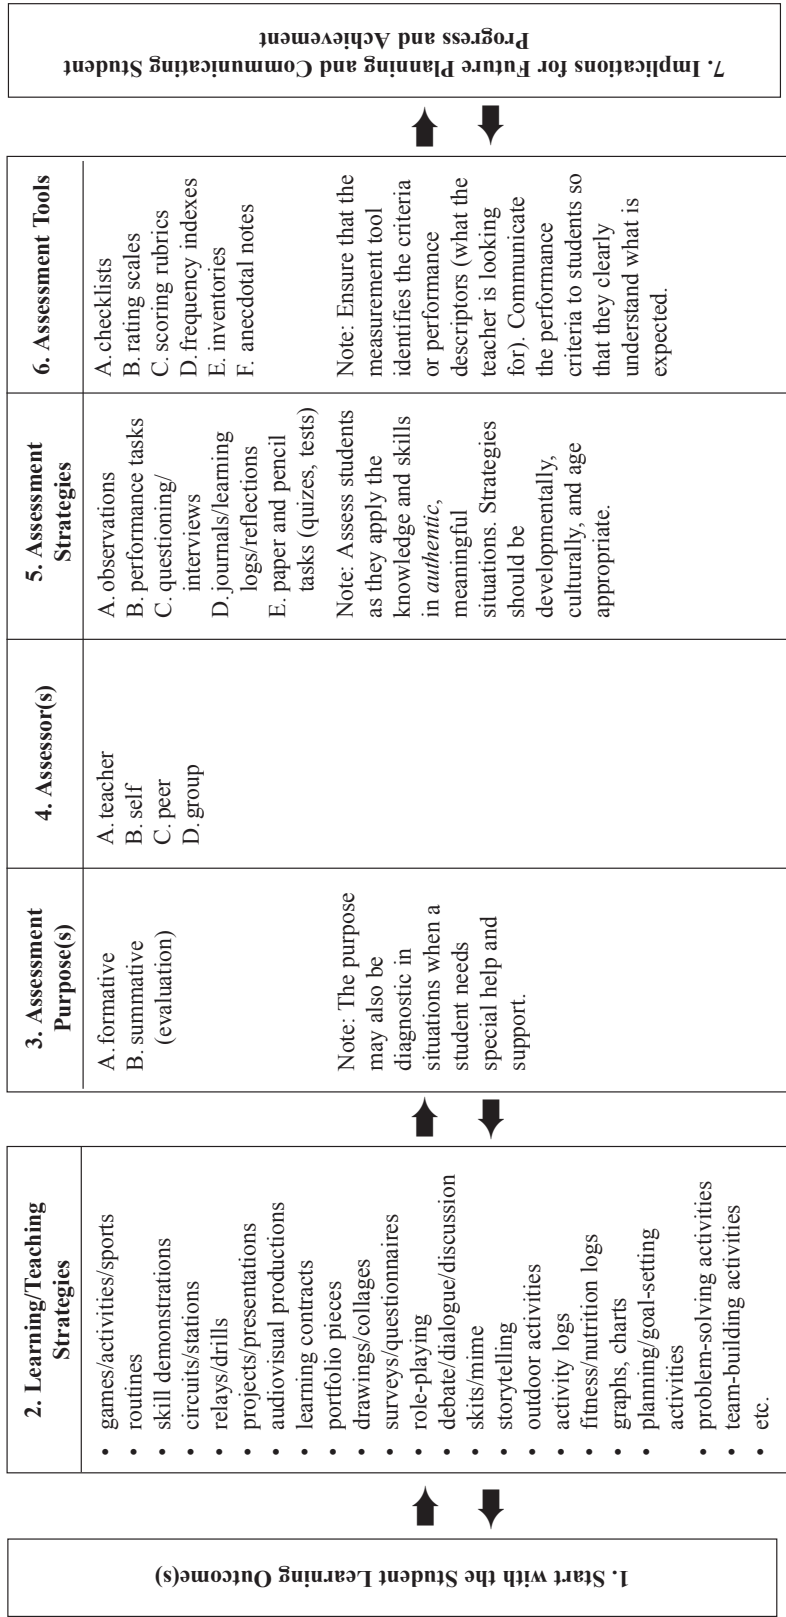 1. Start with the Student Learning Outcome(s)
2. Learning/Teaching
Strategies
• games/activities/sports
• routines
• skill demonstrations
• circuits/stations
• relays/drills
• projects/presentations
• audiovisual productions
• learning contracts
• portfolio pieces
• drawings/collages
• surveys/questionnaires
• role-playing
• debate/dialogue/discussion
• skits/mime
• storytelling
• outdoor activities
• activity logs
• fitness/nutrition logs
• graphs, charts
• planning/goal-setting
activities
• problem-solving activities
• team-building activities
• etc.
3. Assessment
Purpose(s)
A. formative
B. summative
(evaluation)
Note: The purpose
may also be
diagnostic in
situations when a
student needs
special help and
support.
4. Assessor(s)
A. teacher
B. self
C. peer
D. group
5. Assessment
Strategies
A. observations
B. performance tasks
C. questioning/
interviews
D. journals/learning
logs/reflections
E. paper and pencil
tasks (quizes, tests)
Note: Assess students
as they apply the
knowledge and skills
in authentic,
meaningful
situations. Strategies
should be
developmentally,
culturally, and age
appropriate.
6. Assessment Tools
A. checklists
B. rating scales
C. scoring rubrics
D. frequency indexes
E. inventories
F. anecdotal notes
Note: Ensure that the
measurement tool
identifies the criteria
or performance
descriptors (what the
teacher is looking
for). Communicate
the performance
criteria to students so
that they clearly
understand what is
expected.
7. Implications for Future Planning and Communicating Student
Progress and Achievement